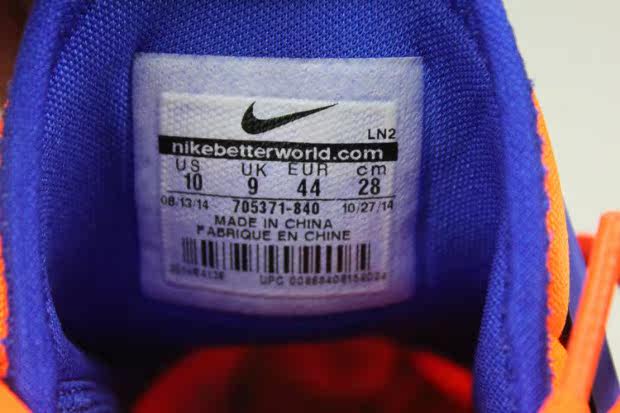 LN2
nikebetterworld.com
US UK EUR cm
10 9 44 28
08/13/14 705371-840 10/27/14
MADE IN CHINA
FABRIQUE EN CHINE
UPC